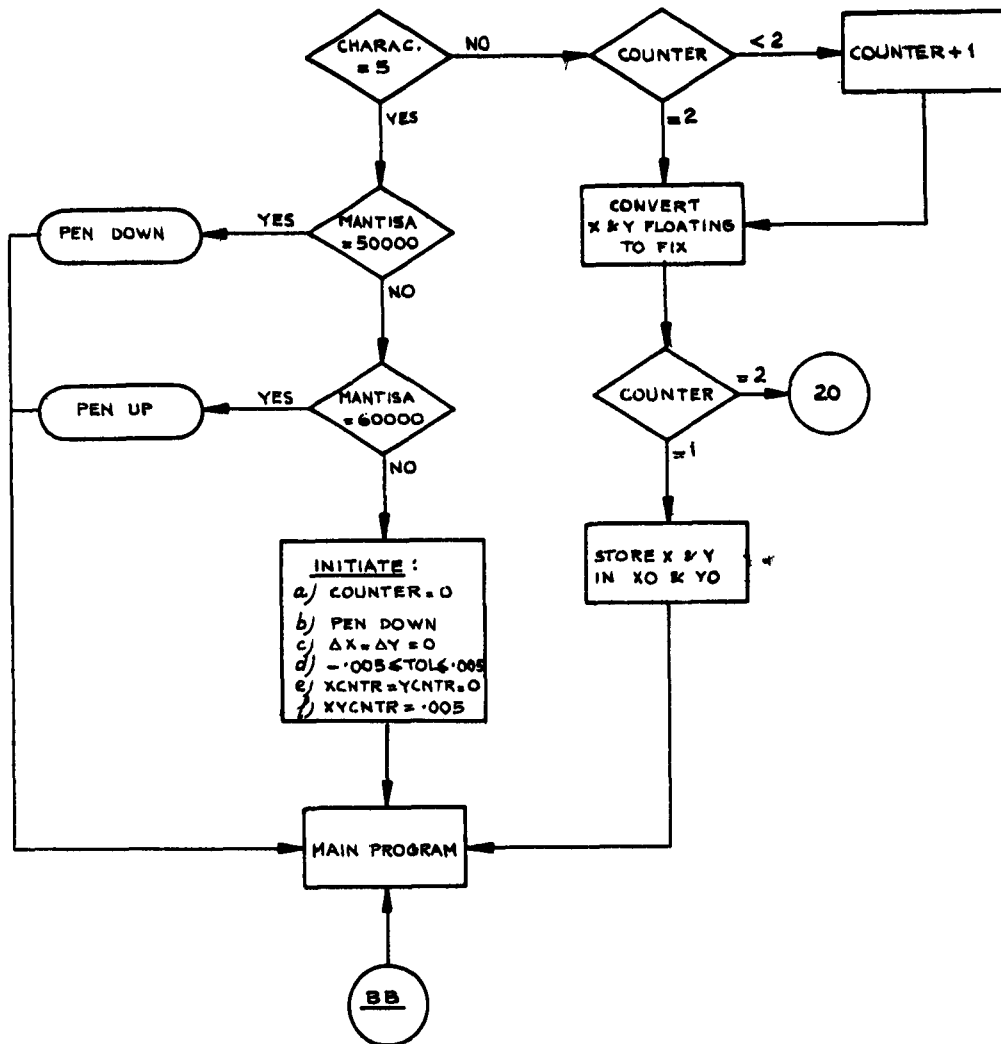 CHARAC.
= 5
NO
COUNTER
< 2
COUNTER + 1
YES
= 2
MANTISA
= 50000
YES
PEN DOWN
NO
CONVERT
X & Y FLOATING
TO FIX
MANTISA
= 60000
YES
PEN UP
NO
COUNTER
= 2
20
= 1
INITIATE :
a) COUNTER = 0
b) PEN DOWN
c) ΔX = ΔY = 0
d) - .005 ≤ TOL ≤ .005
e) XCNTR = YCNTR = 0
f) XYCNTR = .005
STORE X & Y
IN XO & YO
MAIN PROGRAM
BB